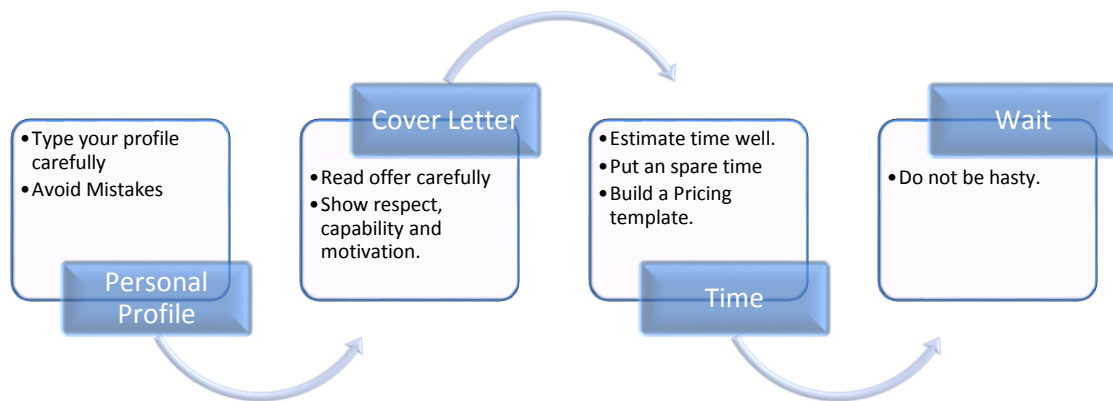 • Type your profile
carefully
• Avoid Mistakes
Personal
Profile
Cover Letter
• Read offer carefully
• Show respect,
capability and
motivation.
• Estimate time well.
• Put an spare time
• Build a Pricing
template.
Time
Wait
• Do not be hasty.